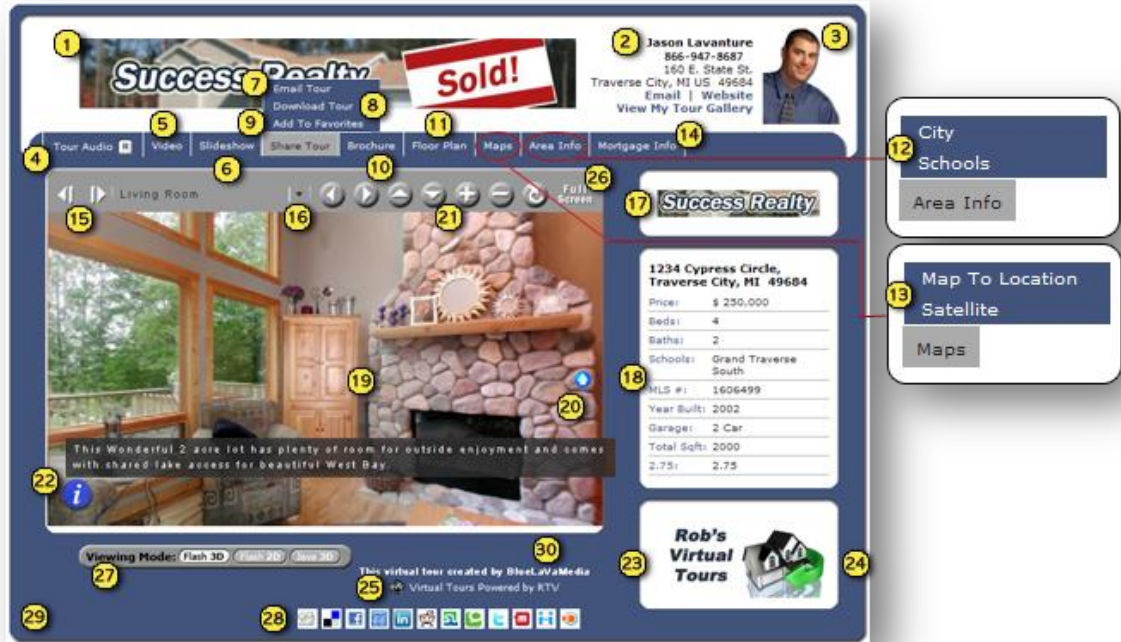 1
2
3
Success Realty
Sold!
Jason Lavanture
866-947-8687
160 E. State St.
Traverse City, MI US 49684
Email | Website
View My Tour Gallery
7
Email Tour
Download Tour
8
9
Add To Favorites
4
5
6
10
11
14
Tour Audio
Video
Slideshow
Share Tour
Brochure
Floor Plan
Maps
Area Info
Mortgage Info
12
City
Schools
Area Info
13
Map To Location
Satellite
Maps
15
Living Room
16
21
26
Full
Screen
17
Success Realty
18
1234 Cypress Circle,
Traverse City, MI 49684
Price: $ 250,000
Beds: 4
Baths: 2
Schools: Grand Traverse
South
MLS #: 1606499
Year Built: 2002
Garage: 2 Car
Total Sqft: 2000
2.75: 2.75
19
20
This Wonderful 2 acre lot has plenty of room for outside enjoyment and comes
with shared lake access for beautiful West Bay.
22
i
23
Rob's
Virtual
Tours
24
Viewing Mode: Flash 3D Flash 2D Java 3D
27
30
This virtual tour created by BlueLaVaMedia
25
Virtual Tours Powered by RTV
28
29